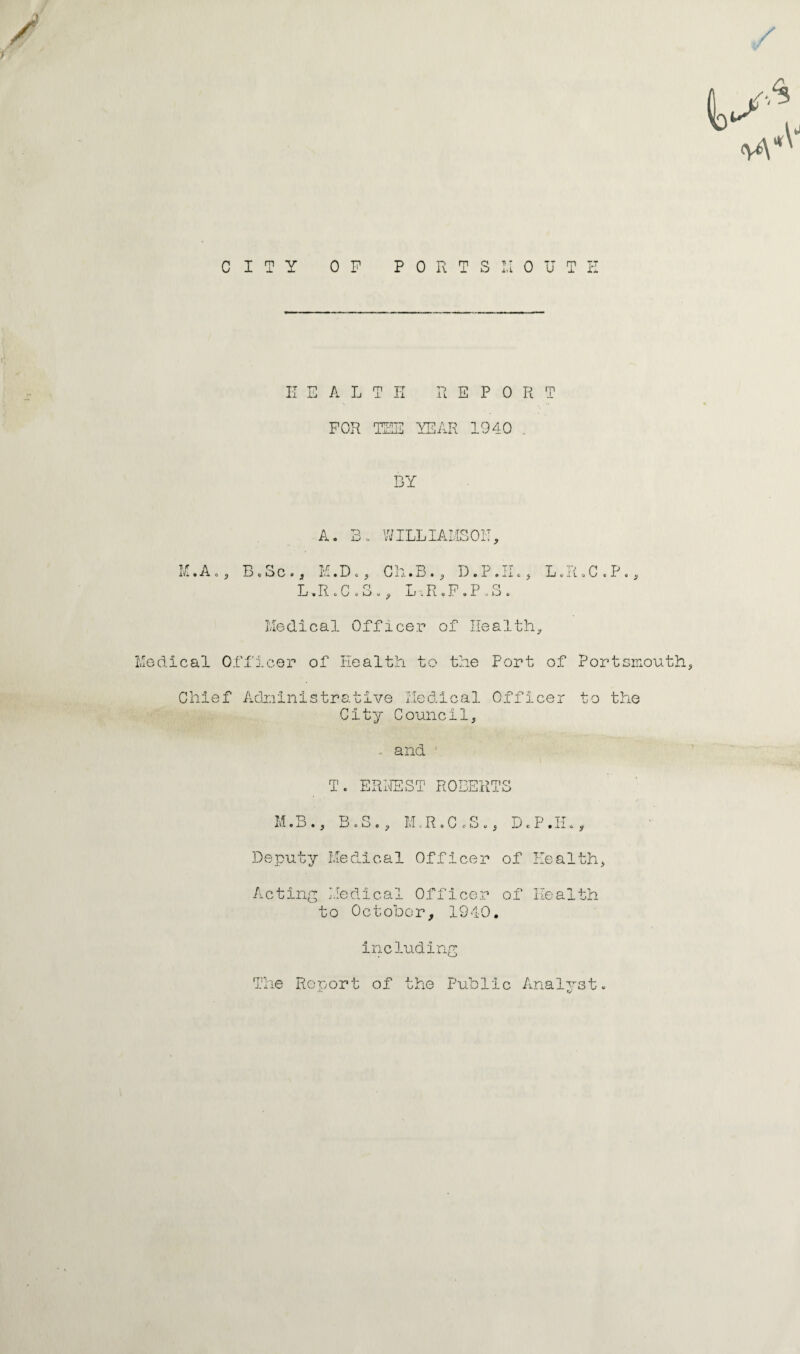 CITY OF PORTSMOUTH
HEALTH REPORT
FOR THE YEAR 1940 .
BY
A. B. WILLIAMSON,
M.A., B.Sc., M.D., Ch.B., D.P.H., L.R.C.P.,
L.R.C.S., L.R.F.P.S.
Medical Officer of Health,
Medical Officer of Health to the Port of Portsmouth,
Chief Administrative Medical Officer to the
City Council,
- and
T. ERNEST ROBERTS
M.B., B.S., M.R.C.S., D.P.H.,
Deputy Medical Officer of Health,
Acting Medical Officer of Health
to October, 1940.
including
The Report of the Public Analyst.